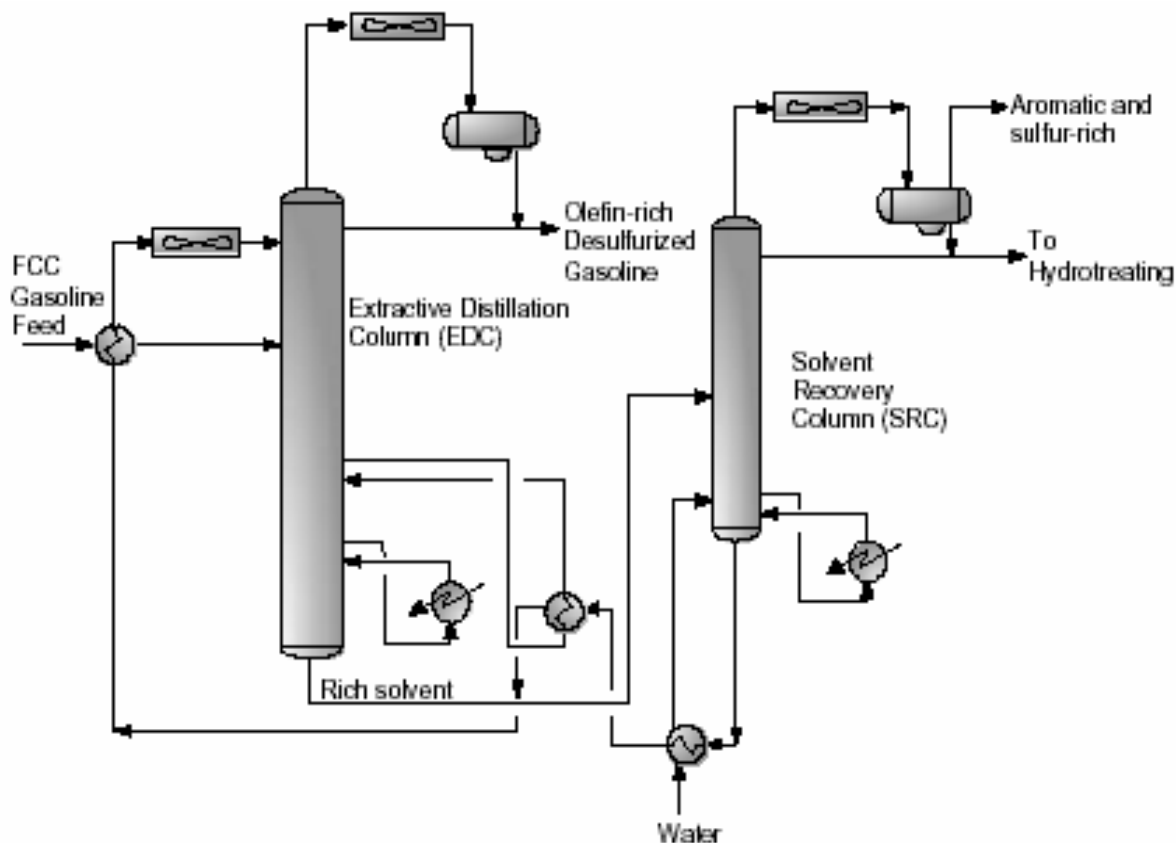 Aromatic and
sulfur-rich
Olefin-rich
Desulfurized
Gasoline
To
Hydrotreating
FCC
Gasoline
Feed
Extractive Distillation
Column (EDC)
Solvent
Recovery
Column (SRC)
Rich solvent
Water